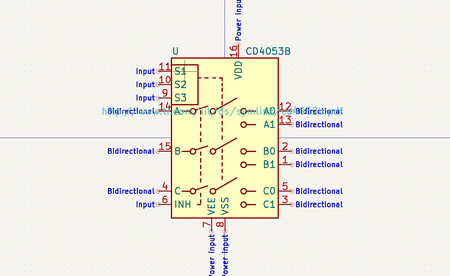 Power input
16
U
CD4053B
VDD
Input 11 S1
Input 10 S2
Input 9 S3
Bidirectional 14 A
A0 12 Bidirectional
A1 13 Bidirectional
Bidirectional 15 B
B0 2 Bidirectional
B1 1 Bidirectional
Bidirectional 4 C
C0 5 Bidirectional
Input 6 INH
C1 3 Bidirectional
VEE
VSS
7
8
Power input
Power input